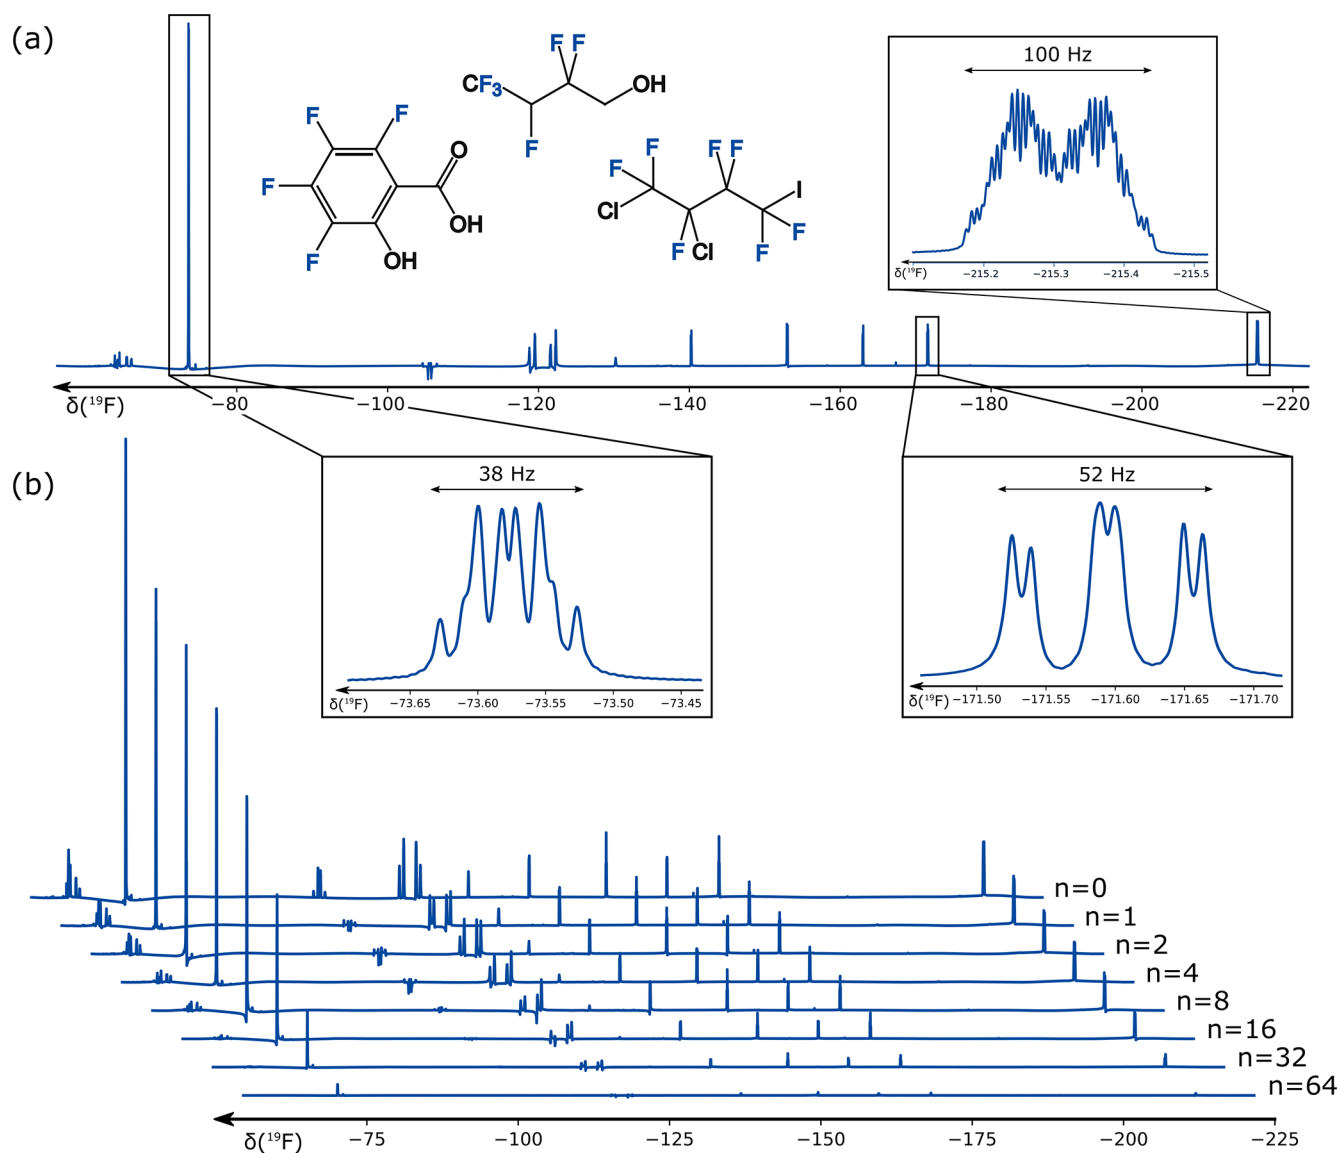 (a)
F F
CF₃
OH
F
F
F
F
F
O
OH
OH
F
F
F F
F
Cl
F Cl
I
F
F
100 Hz
δ(¹⁹F)
−215.2 −215.3 −215.4 −215.5
δ(¹⁹F)
−80 −100 −120 −140 −160 −180 −200 −220
(b)
38 Hz
δ(¹⁹F) −73.65 −73.60 −73.55 −73.50 −73.45
52 Hz
δ(¹⁹F) −171.50 −171.55 −171.60 −171.65 −171.70
n=0
n=1
n=2
n=4
n=8
n=16
n=32
n=64
δ(¹⁹F) −75 −100 −125 −150 −175 −200 −225